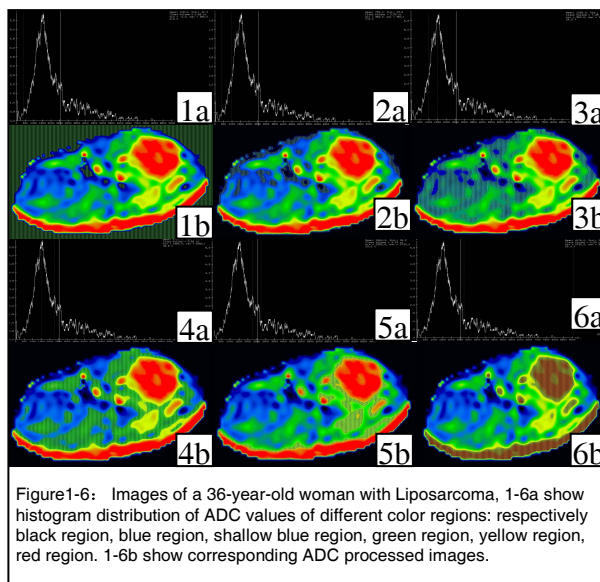 1a
2a
3a
1b
2b
3b
4a
5a
6a
4b
5b
6b
Figure1-6： Images of a 36-year-old woman with Liposarcoma, 1-6a show
histogram distribution of ADC values of different color regions: respectively
black region, blue region, shallow blue region, green region, yellow region,
red region. 1-6b show corresponding ADC processed images.